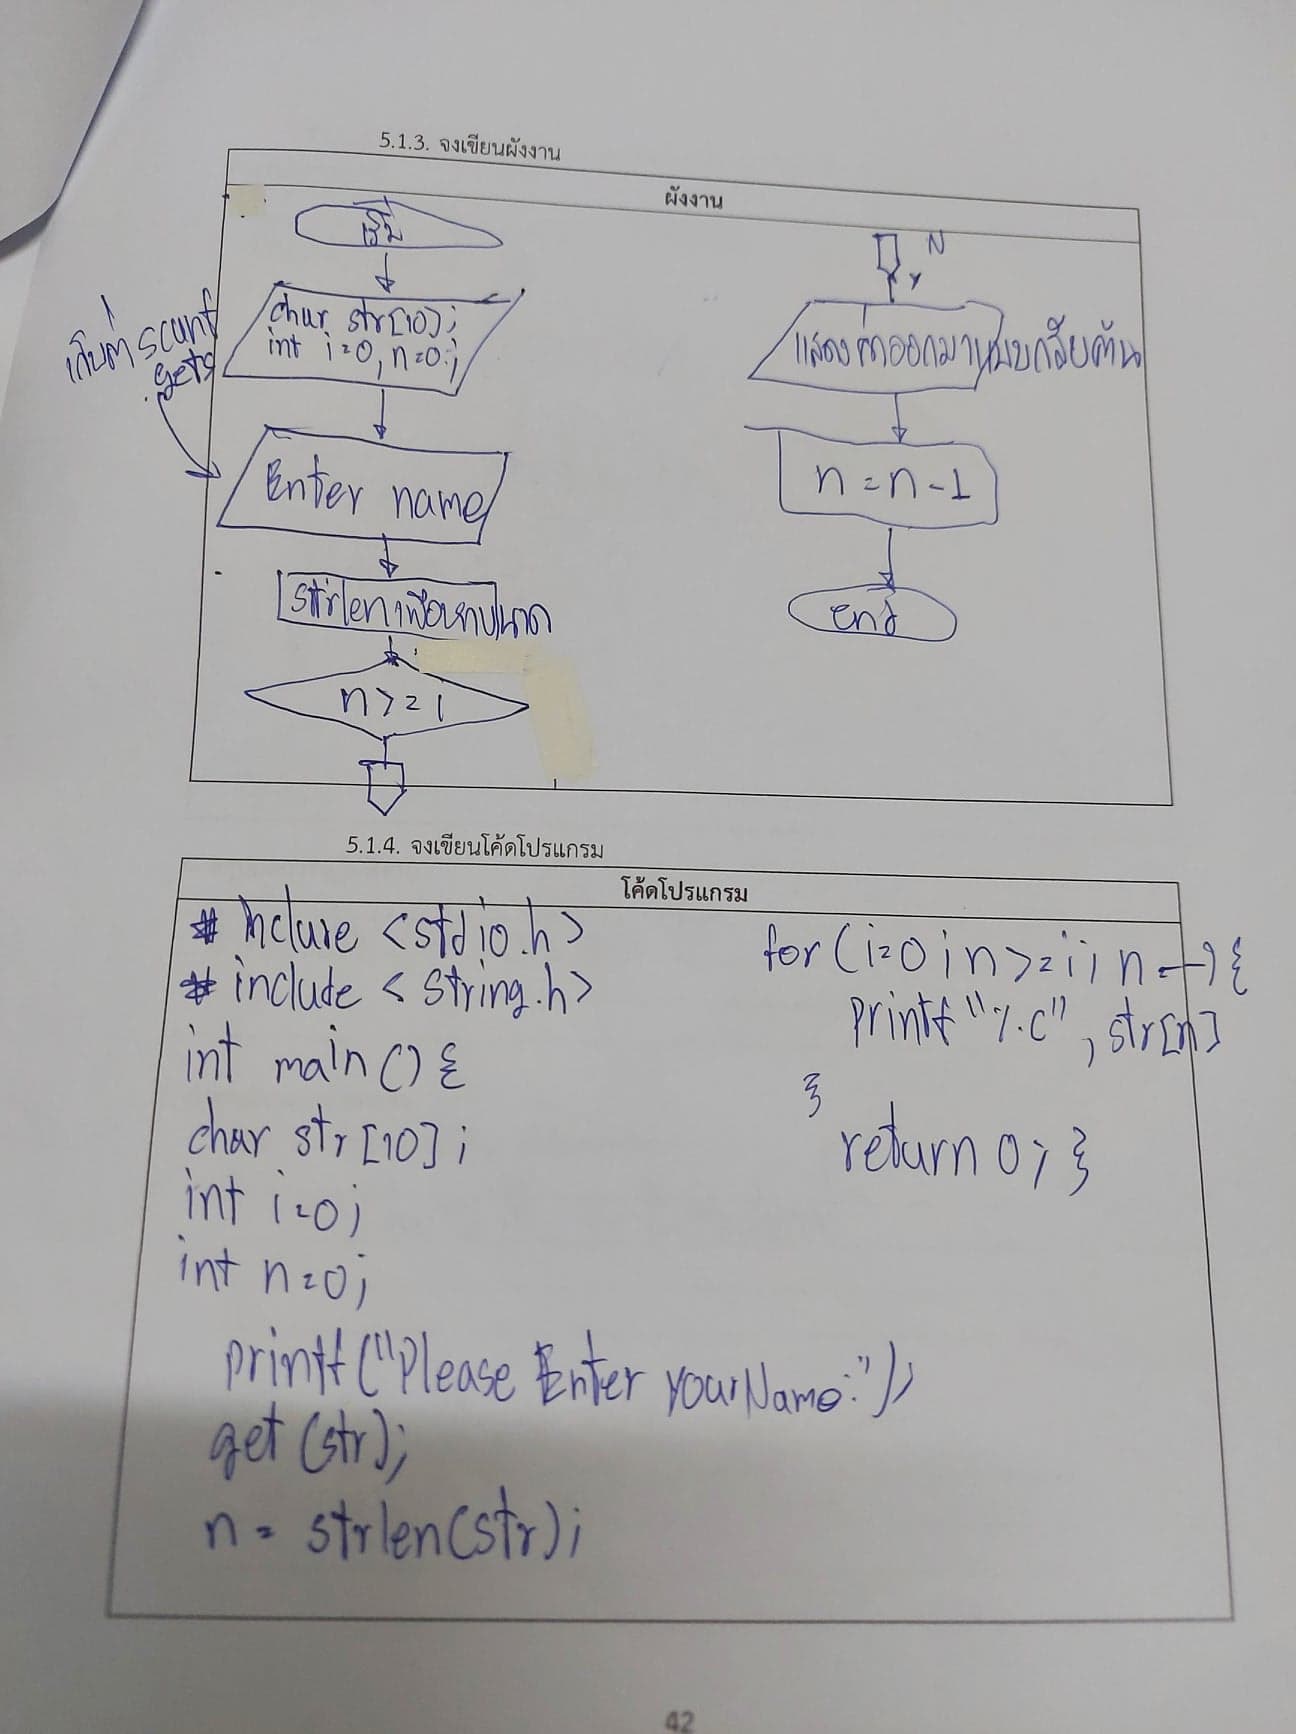 5.1.3. จงเขียนผังงาน
ผังงาน
เริ่ม
char str[10];
int i=0, n=0;
เก็บค่า scanf
gets
Enter name
strlen เพื่อหาขนาด
n>=1
N
Y
แสดงค่าออกมาแบบกลับด้าน
n = n-1
end
5.1.4. จงเขียนโค้ดโปรแกรม
โค้ดโปรแกรม
# Inclure <stdio.h>
# include <string.h>
int main() {
char str [10];
int i=0;
int n=0;
printf("Please Enter yourName:");
get (str);
n = strlen(str);
for (i=0; n>=i; n--) {
printf "%c", str[n]
}
return 0; }
42